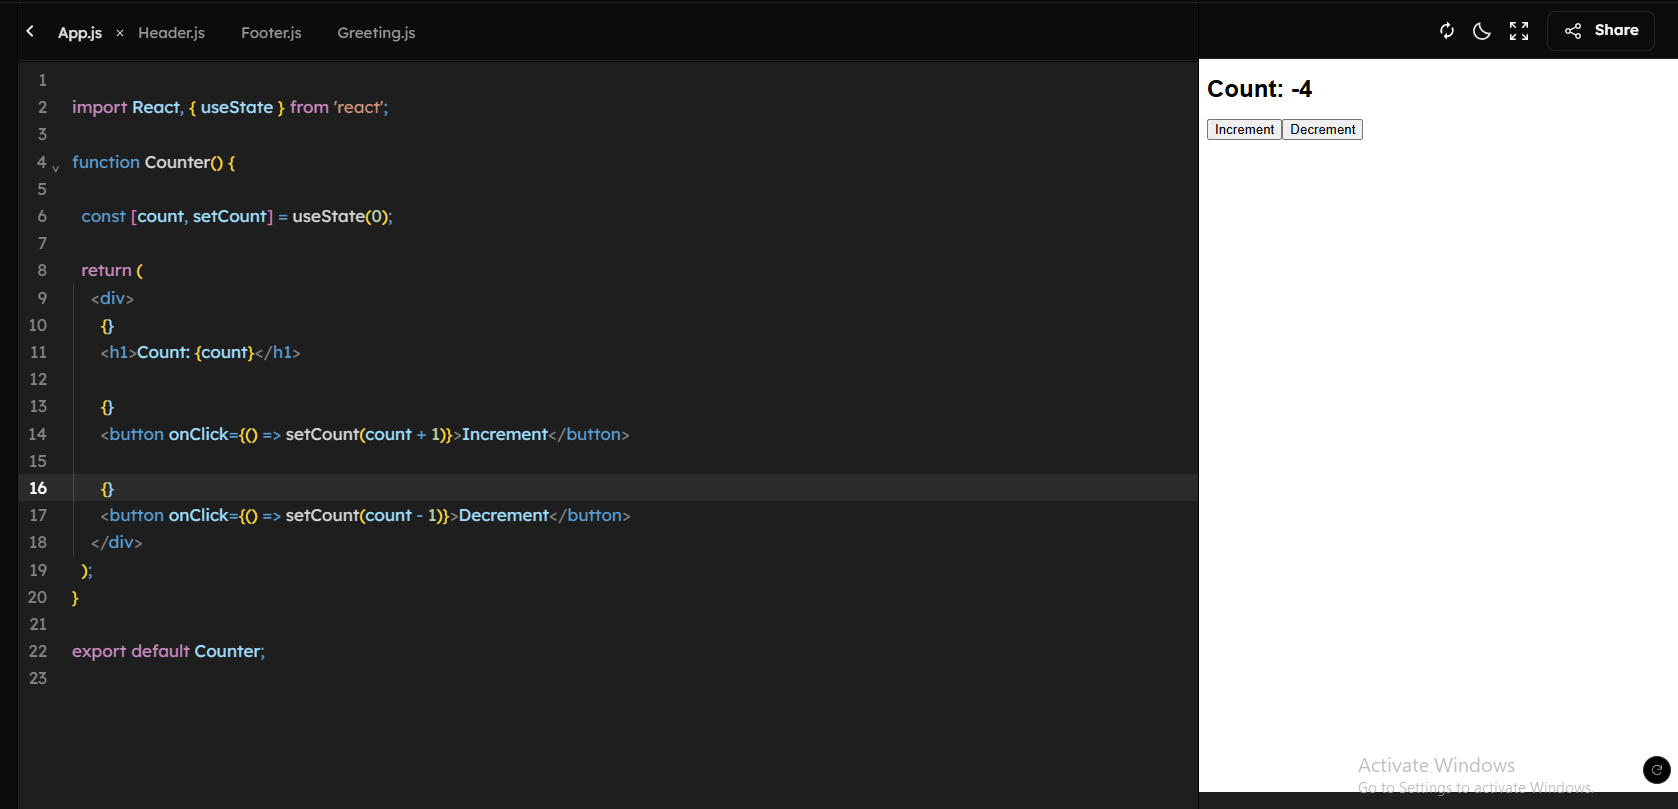 App.js × Header.js Footer.js Greeting.js
Share
1
2 import React, { useState } from 'react';
3
4 function Counter() {
5
6 const [count, setCount] = useState(0);
7
8 return (
9 <div>
10 {}
11 <h1>Count: {count}</h1>
12
13 {}
14 <button onClick={() => setCount(count + 1)}>Increment</button>
15
16 {}
17 <button onClick={() => setCount(count - 1)}>Decrement</button>
18 </div>
19 );
20 }
21
22 export default Counter;
23
Count: -4
Increment Decrement
Activate Windows
Go to Settings to activate Windows.